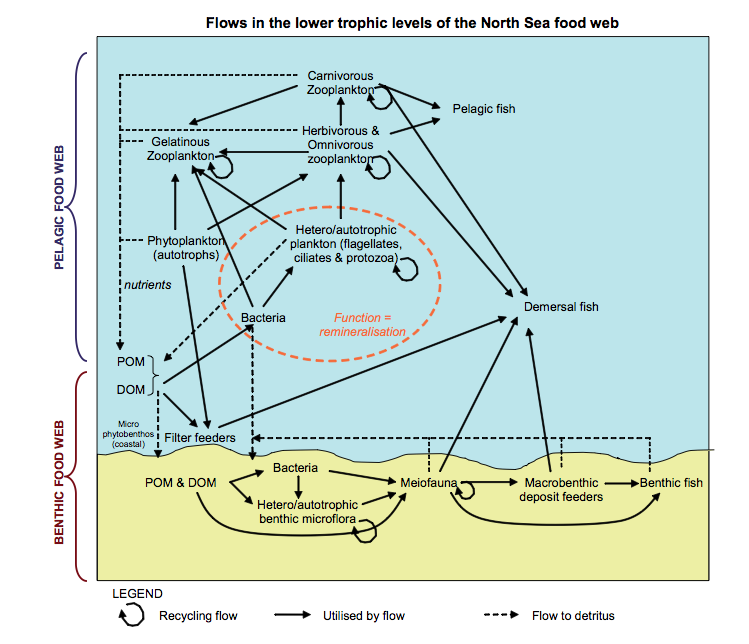 Flows in the lower trophic levels of the North Sea food web
PELAGIC FOOD WEB
BENTHIC FOOD WEB
Carnivorous
Zooplankton
Pelagic fish
Herbivorous &
Omnivorous
zooplankton
Gelatinous
Zooplankton
Phytoplankton
(autotrophs)
Hetero/autotrophic
plankton (flagellates,
ciliates & protozoa)
nutrients
Bacteria
Function =
remineralisation
Demersal fish
POM
DOM
Micro
phytobenthos
(coastal)
Filter feeders
POM & DOM
Bacteria
Hetero/autotrophic
benthic microflora
Meiofauna
Macrobenthic
deposit feeders
Benthic fish
LEGEND
Recycling flow
Utilised by flow
Flow to detritus